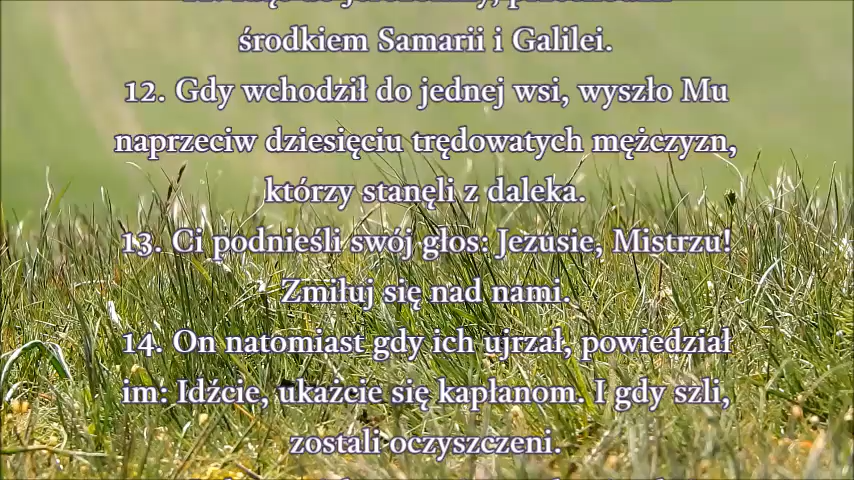 środkiem Samarii i Galilei.
12. Gdy wchodził do jednej wsi, wyszło Mu
naprzeciw dziesięciu trędowatych mężczyzn,
którzy stanęli z daleka.
13. Ci podnieśli swój głos: Jezusie, Mistrzu!
Zmiłuj się nad nami.
14. On natomiast gdy ich ujrzał, powiedział
im: Idźcie, ukażcie się kapłanom. I gdy szli,
zostali oczyszczeni.